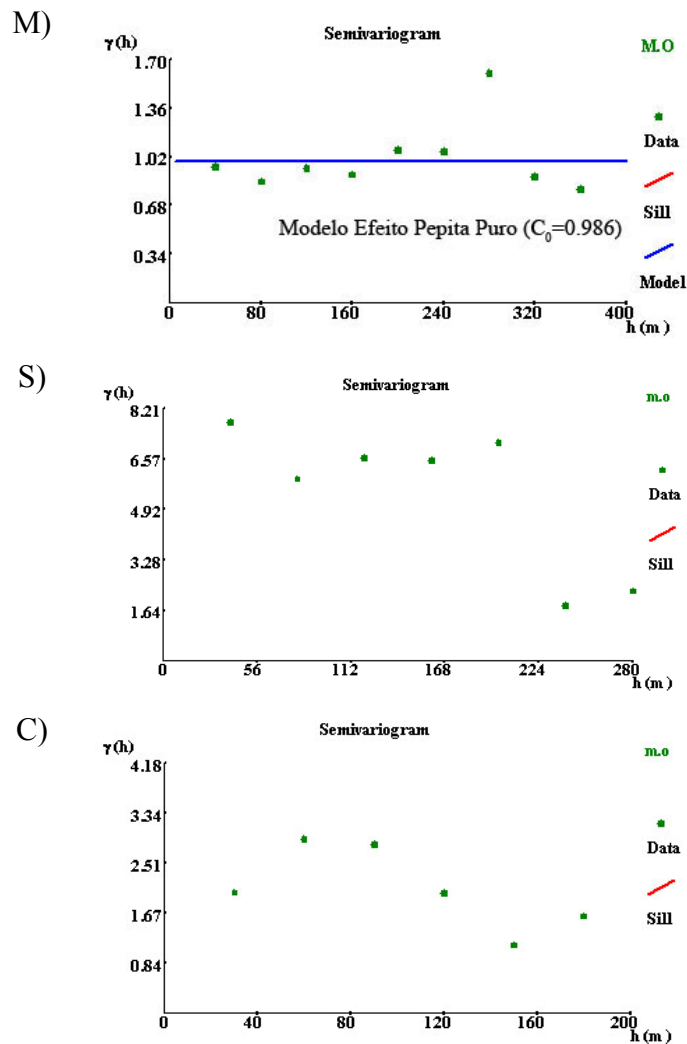 M)
Semivariogram
γ(h)
M.O
1.70
1.36
1.02
0.68
0.34
Data
Sill
Model
Modelo Efeito Pepita Puro (C₀=0.986)
0 80 160 240 320 400
h (m)
S)
Semivariogram
γ(h)
m.o
8.21
6.57
4.92
3.28
1.64
Data
Sill
0 56 112 168 224 280
h (m)
C)
Semivariogram
γ(h)
m.o
4.18
3.34
2.51
1.67
0.84
Data
Sill
0 40 80 120 160 200
h (m)